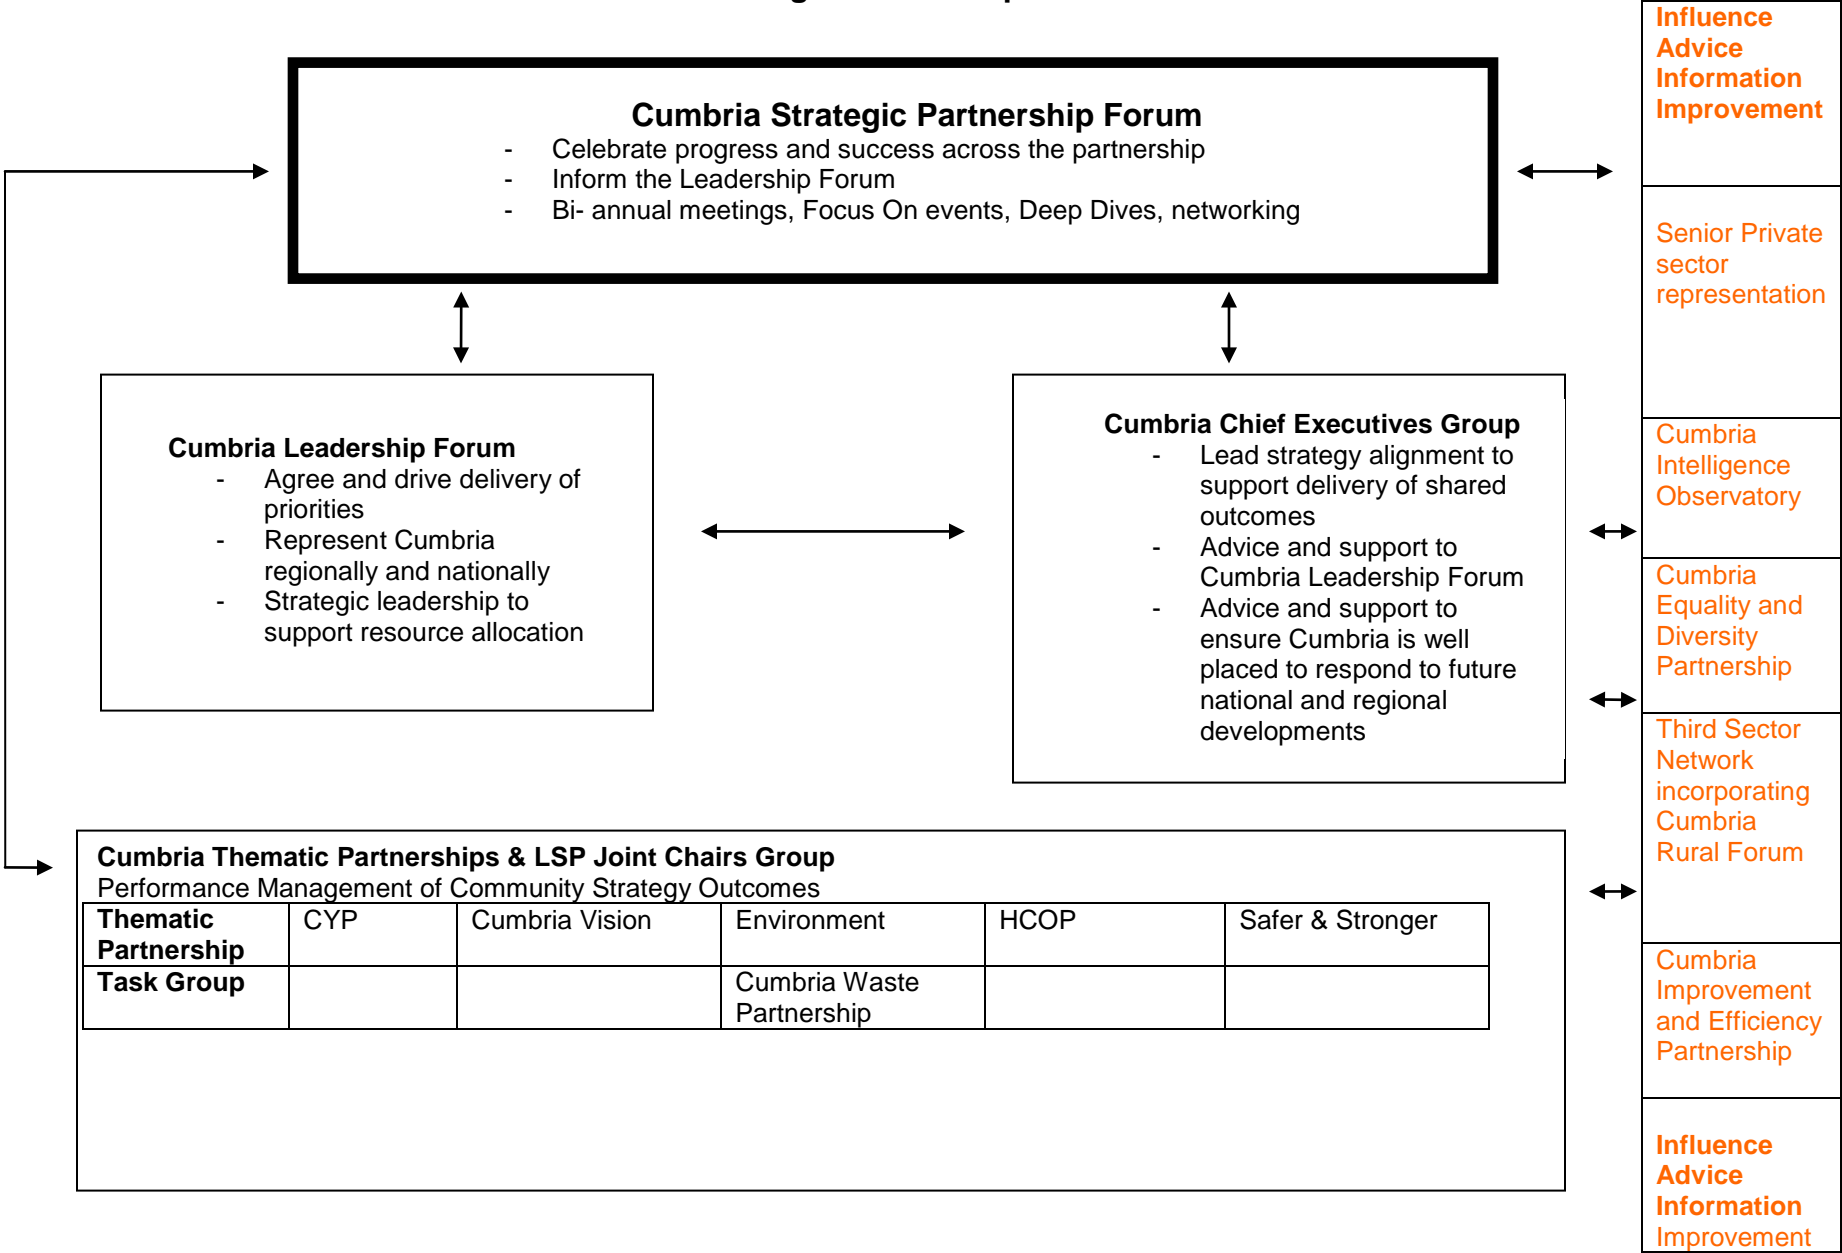 Cumbria Strategic Partnership Forum
- Celebrate progress and success across the partnership
- Inform the Leadership Forum
- Bi- annual meetings, Focus On events, Deep Dives, networking
Cumbria Leadership Forum
- Agree and drive delivery of
priorities
- Represent Cumbria
regionally and nationally
- Strategic leadership to
support resource allocation
Cumbria Chief Executives Group
- Lead strategy alignment to
support delivery of shared
outcomes
- Advice and support to
Cumbria Leadership Forum
- Advice and support to
ensure Cumbria is well
placed to respond to future
national and regional
developments
Cumbria Thematic Partnerships & LSP Joint Chairs Group
Performance Management of Community Strategy Outcomes
Thematic
Partnership
CYP
Cumbria Vision
Environment
HCOP
Safer & Stronger
Task Group
Cumbria Waste
Partnership
Influence
Advice
Information
Improvement
Senior Private
sector
representation
Cumbria
Intelligence
Observatory
Cumbria
Equality and
Diversity
Partnership
Third Sector
Network
incorporating
Cumbria
Rural Forum
Cumbria
Improvement
and Efficiency
Partnership
Influence
Advice
Information
Improvement